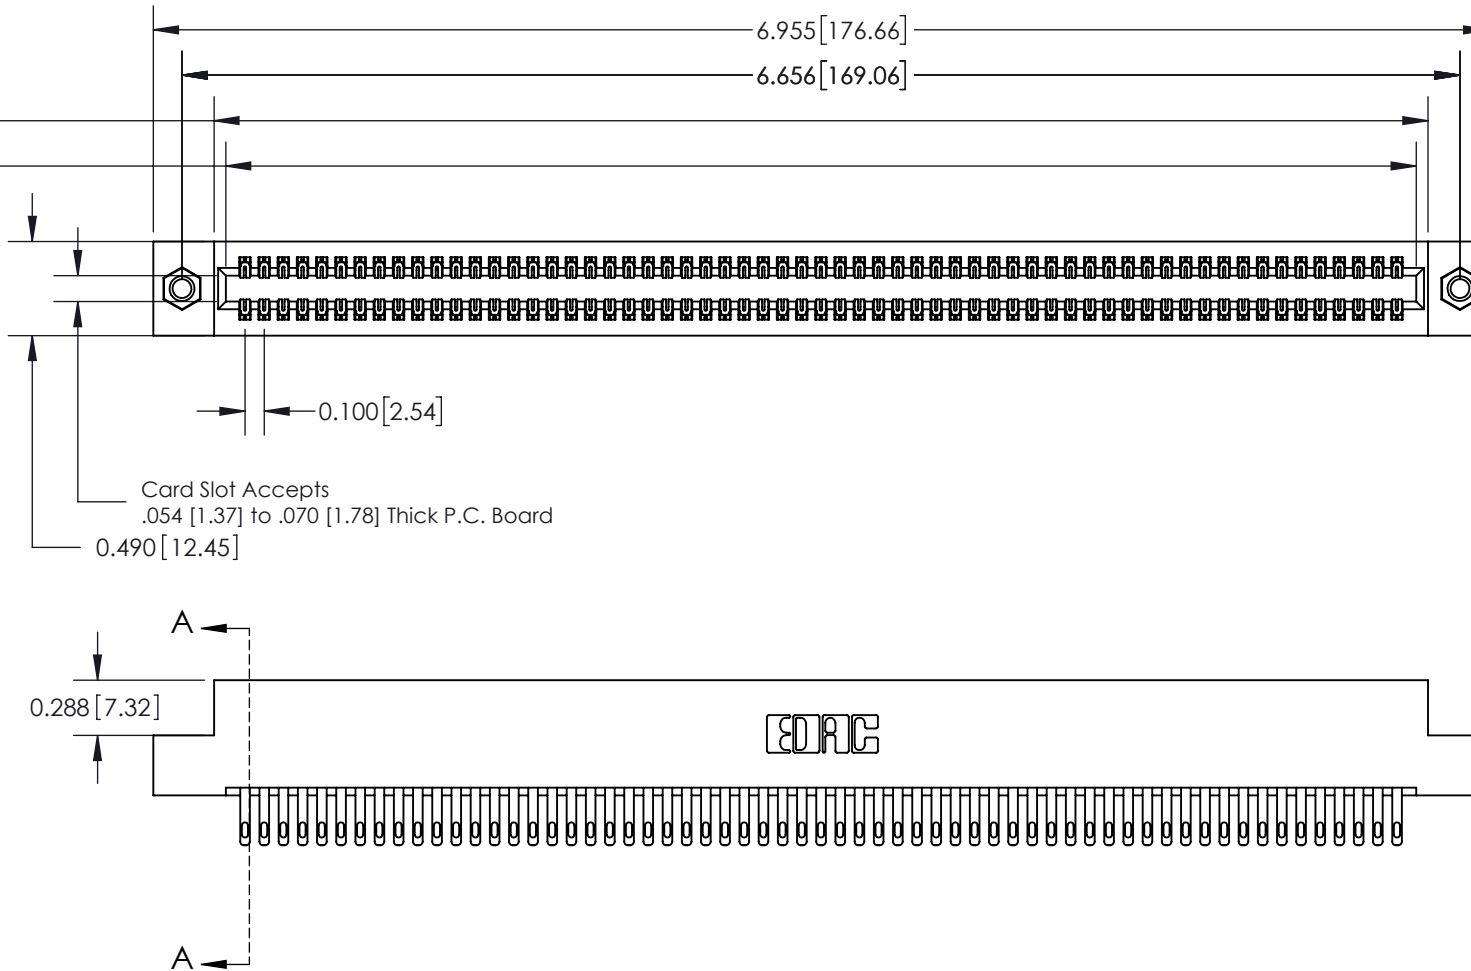 6.955[176.66]
6.656[169.06]
0.100[2.54]
Card Slot Accepts
.054 [1.37] to .070 [1.78] Thick P.C. Board
0.490[12.45]
A
0.288[7.32]
EDAC
A